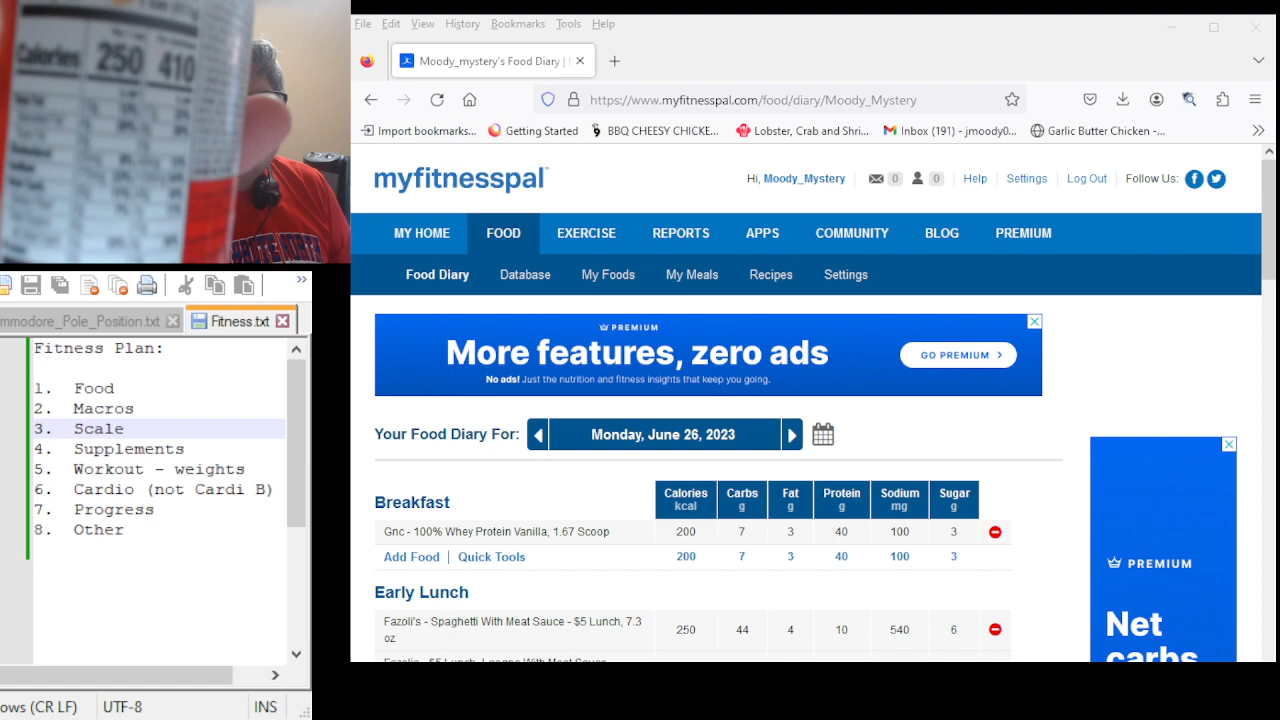 Calories 250 410
mmodore_Pole_Position.txt Fitness.txt
Fitness Plan:
1. Food
2. Macros
3. Scale
4. Supplements
5. Workout - weights
6. Cardio (not Cardi B)
7. Progress
8. Other
ows (CR LF) UTF-8 INS
File Edit View History Bookmarks Tools Help
Moody_mystery's Food Diary |
https://www.myfitnesspal.com/food/diary/Moody_Mystery
Import bookmarks... Getting Started BBQ CHEESY CHICKE... Lobster, Crab and Shri... Inbox (191) - jmoody0... Garlic Butter Chicken -...
myfitnesspal
Hi, Moody_Mystery 0 0 Help Settings Log Out Follow Us:
MY HOME FOOD EXERCISE REPORTS APPS COMMUNITY BLOG PREMIUM
Food Diary Database My Foods My Meals Recipes Settings
PREMIUM
More features, zero ads
No ads! Just the nutrition and fitness insights that keep you going.
GO PREMIUM
Your Food Diary For: Monday, June 26, 2023
Breakfast Calories kcal Carbs g Fat g Protein g Sodium mg Sugar g
Gnc - 100% Whey Protein Vanilla, 1.67 Scoop 200 7 3 40 100 3
Add Food | Quick Tools 200 7 3 40 100 3
Early Lunch
Fazoli's - Spaghetti With Meat Sauce - $5 Lunch, 7.3 oz 250 44 4 10 540 6
PREMIUM
Net
carbs